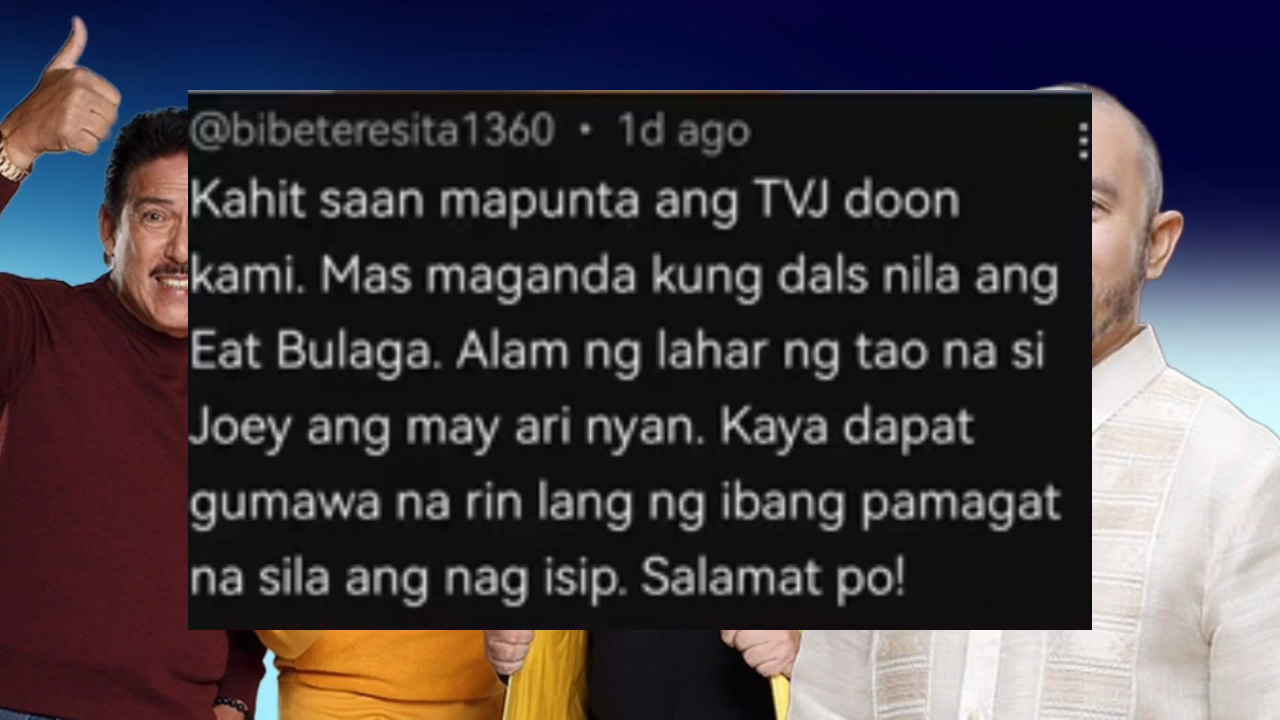 @bibeteresita1360 • 1d ago
Kahit saan mapunta ang TVJ doon
kami. Mas maganda kung dals nila ang
Eat Bulaga. Alam ng lahar ng tao na si
Joey ang may ari nyan. Kaya dapat
gumawa na rin lang ng ibang pamagat
na sila ang nag isip. Salamat po!